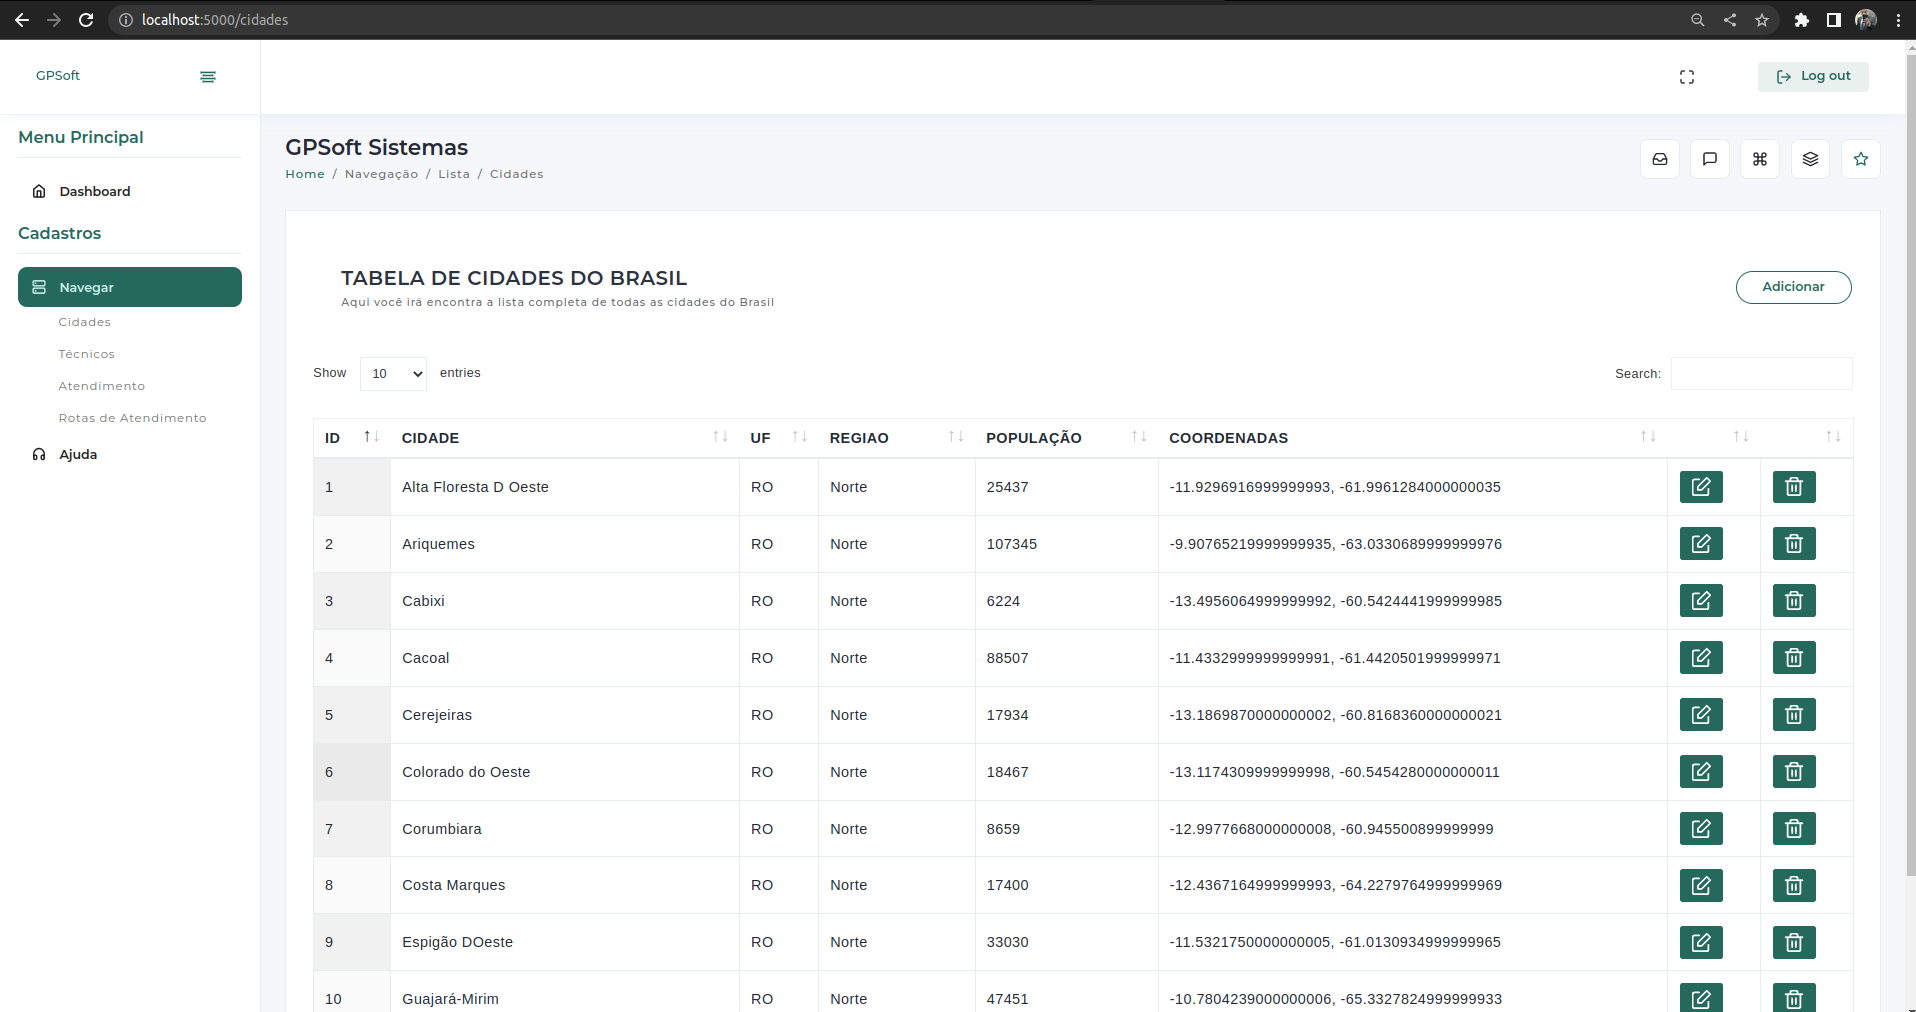 localhost:5000/cidades
GPSoft
Log out
Menu Principal
Dashboard
Cadastros
Navegar
Cidades
Técnicos
Atendimento
Rotas de Atendimento
Ajuda
GPSoft Sistemas
Home / Navegação / Lista / Cidades
TABELA DE CIDADES DO BRASIL
Aqui você irá encontra a lista completa de todas as cidades do Brasil
Adicionar
Show 10 entries
Search:
ID CIDADE UF REGIAO POPULAÇÃO COORDENADAS
1 Alta Floresta D Oeste RO Norte 25437 -11.9296916999999993, -61.9961284000000035
2 Ariquemes RO Norte 107345 -9.90765219999999935, -63.0330689999999976
3 Cabixi RO Norte 6224 -13.4956064999999992, -60.5424441999999985
4 Cacoal RO Norte 88507 -11.4332999999999991, -61.4420501999999971
5 Cerejeiras RO Norte 17934 -13.1869870000000002, -60.8168360000000021
6 Colorado do Oeste RO Norte 18467 -13.1174309999999998, -60.5454280000000011
7 Corumbiara RO Norte 8659 -12.9977668000000008, -60.945500899999999
8 Costa Marques RO Norte 17400 -12.4367164999999993, -64.2279764999999969
9 Espigão DOeste RO Norte 33030 -11.5321750000000005, -61.0130934999999965
10 Guajará-Mirim RO Norte 47451 -10.7804239000000006, -65.3327824999999933